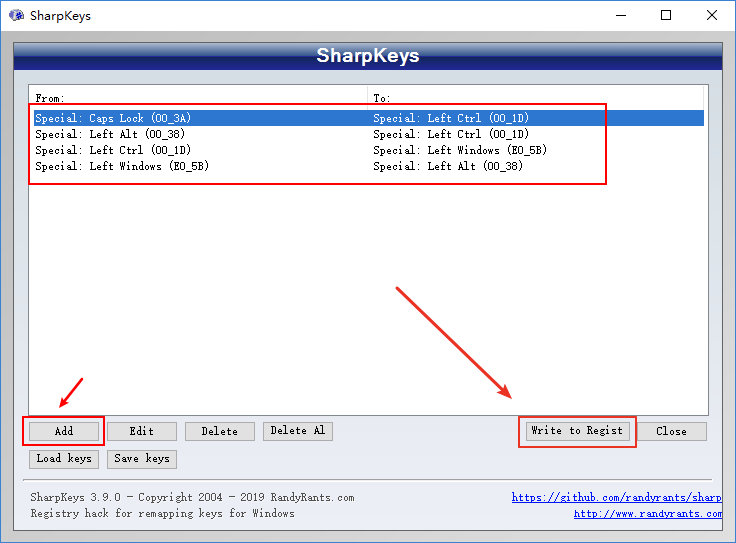 SharpKeys
SharpKeys
From: To:
Special: Caps Lock (00_3A) Special: Left Ctrl (00_1D)
Special: Left Alt (00_38) Special: Left Ctrl (00_1D)
Special: Left Ctrl (00_1D) Special: Left Windows (E0_5B)
Special: Left Windows (E0_5B) Special: Left Alt (00_38)
Add Edit Delete Delete Al Write to Regist Close
Load keys Save keys
SharpKeys 3.9.0 - Copyright 2004 - 2019 RandyRants.com https://github.com/randyrants/sharp
Registry hack for remapping keys for Windows http://www.randyrants.com